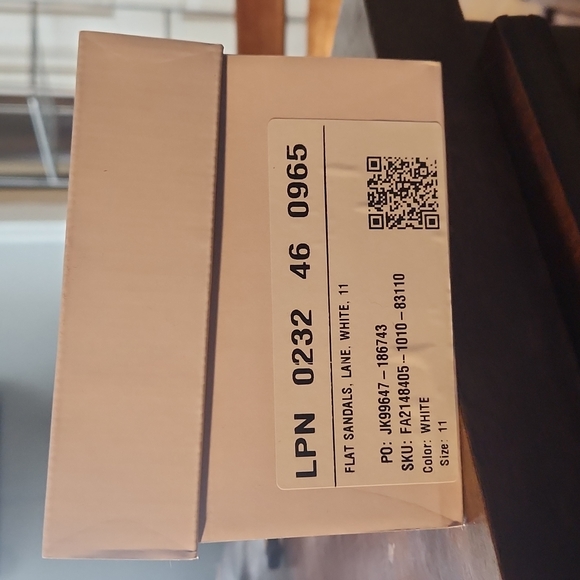 LPN 0232 46 0965
FLAT SANDALS, LANE. WHITE, 11
PO: JK99647-186743
SKU: FA2148405-1010-83110
Color: WHITE
Size: 11